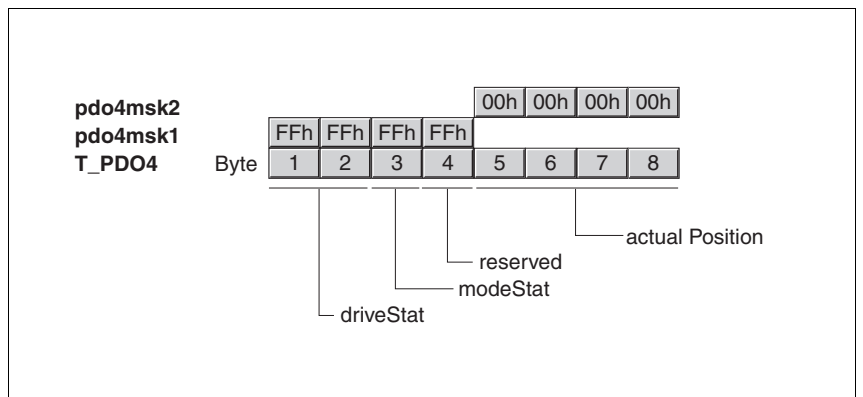 pdo4msk2 00h 00h 00h 00h
pdo4msk1 FFh FFh FFh FFh
T_PDO4 Byte 1 2 3 4 5 6 7 8
actual Position
reserved
modeStat
driveStat